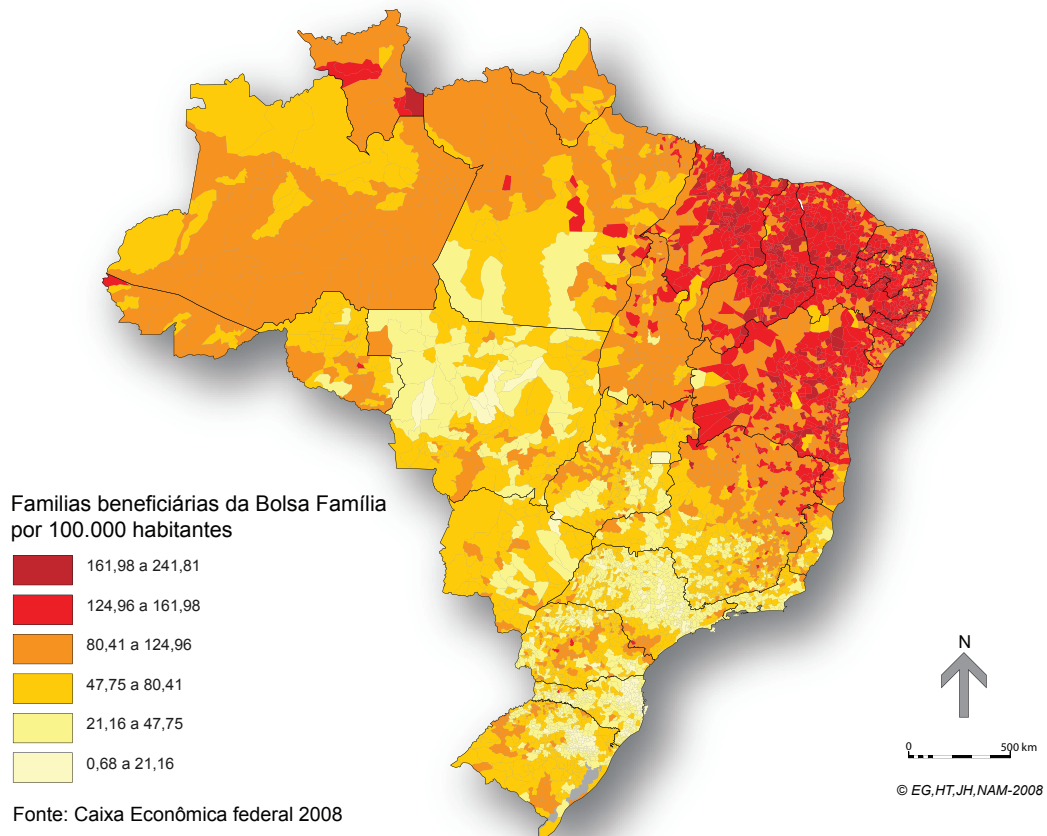 Familias beneficiárias da Bolsa Família
por 100.000 habitantes
161,98 a 241,81
124,96 a 161,98
80,41 a 124,96
47,75 a 80,41
21,16 a 47,75
0,68 a 21,16
Fonte: Caixa Econômica federal 2008
N
0 500 km
© EG,HT,JH,NAM-2008